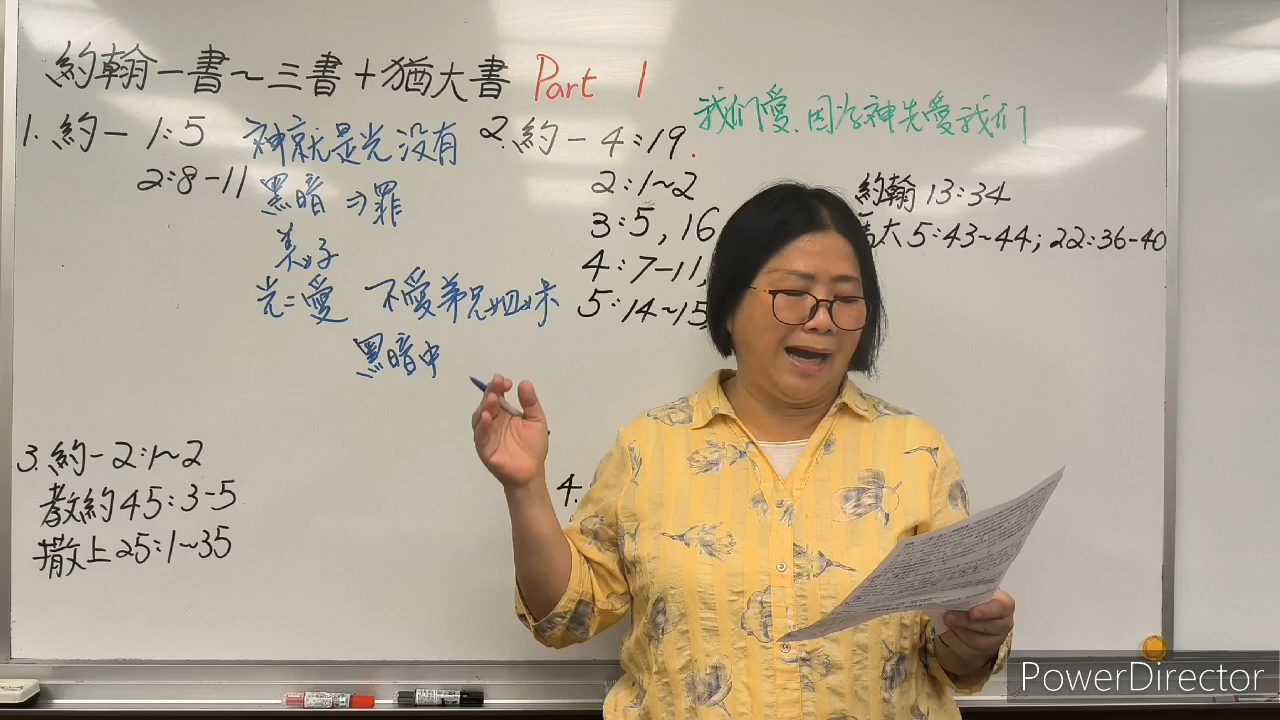 約翰一書~三書+猶大書 Part 1
1. 約一 1:5
2:8-11
神就是光没有
黑暗 ⇒罪
光=愛 不愛弟兄姐妹
黑暗中
2. 約一 4:19.
2:1~2
3:5, 16
4:7-11,
5:14~15,
我们愛.因为神先愛我们
約翰 13:34
太 5:43~44; 22:36-40
3. 約一 2:1~2
教約 45:3-5
撒上 25:1~35
4.
PowerDirector